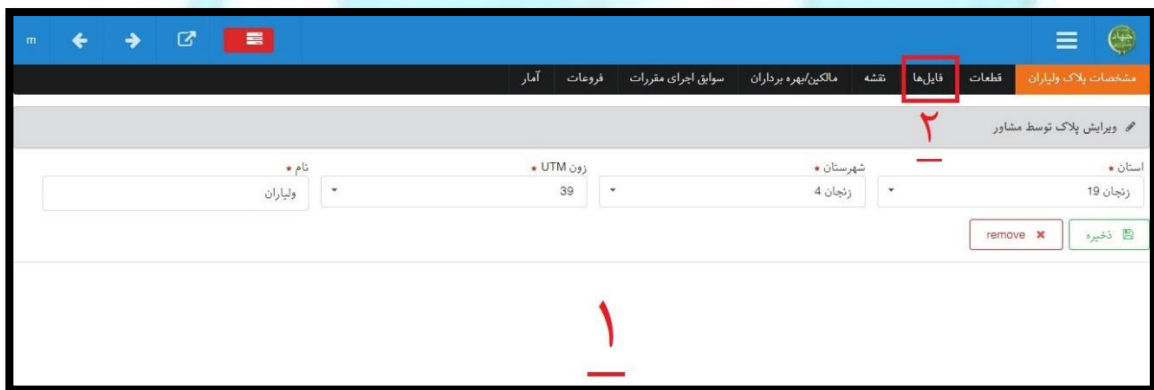 جهاد
m
مشخصات پلاک ولیاران قطعات فایل‌ها نقشه مالکین/بهره برداران سوابق اجرای مقررات فروعات آمار
ویرایش پلاک توسط مشاور
۲
استان * شهرستان * زون UTM * نام *
زنجان 19 زنجان 4 39 ولیاران
ذخیره remove
۱